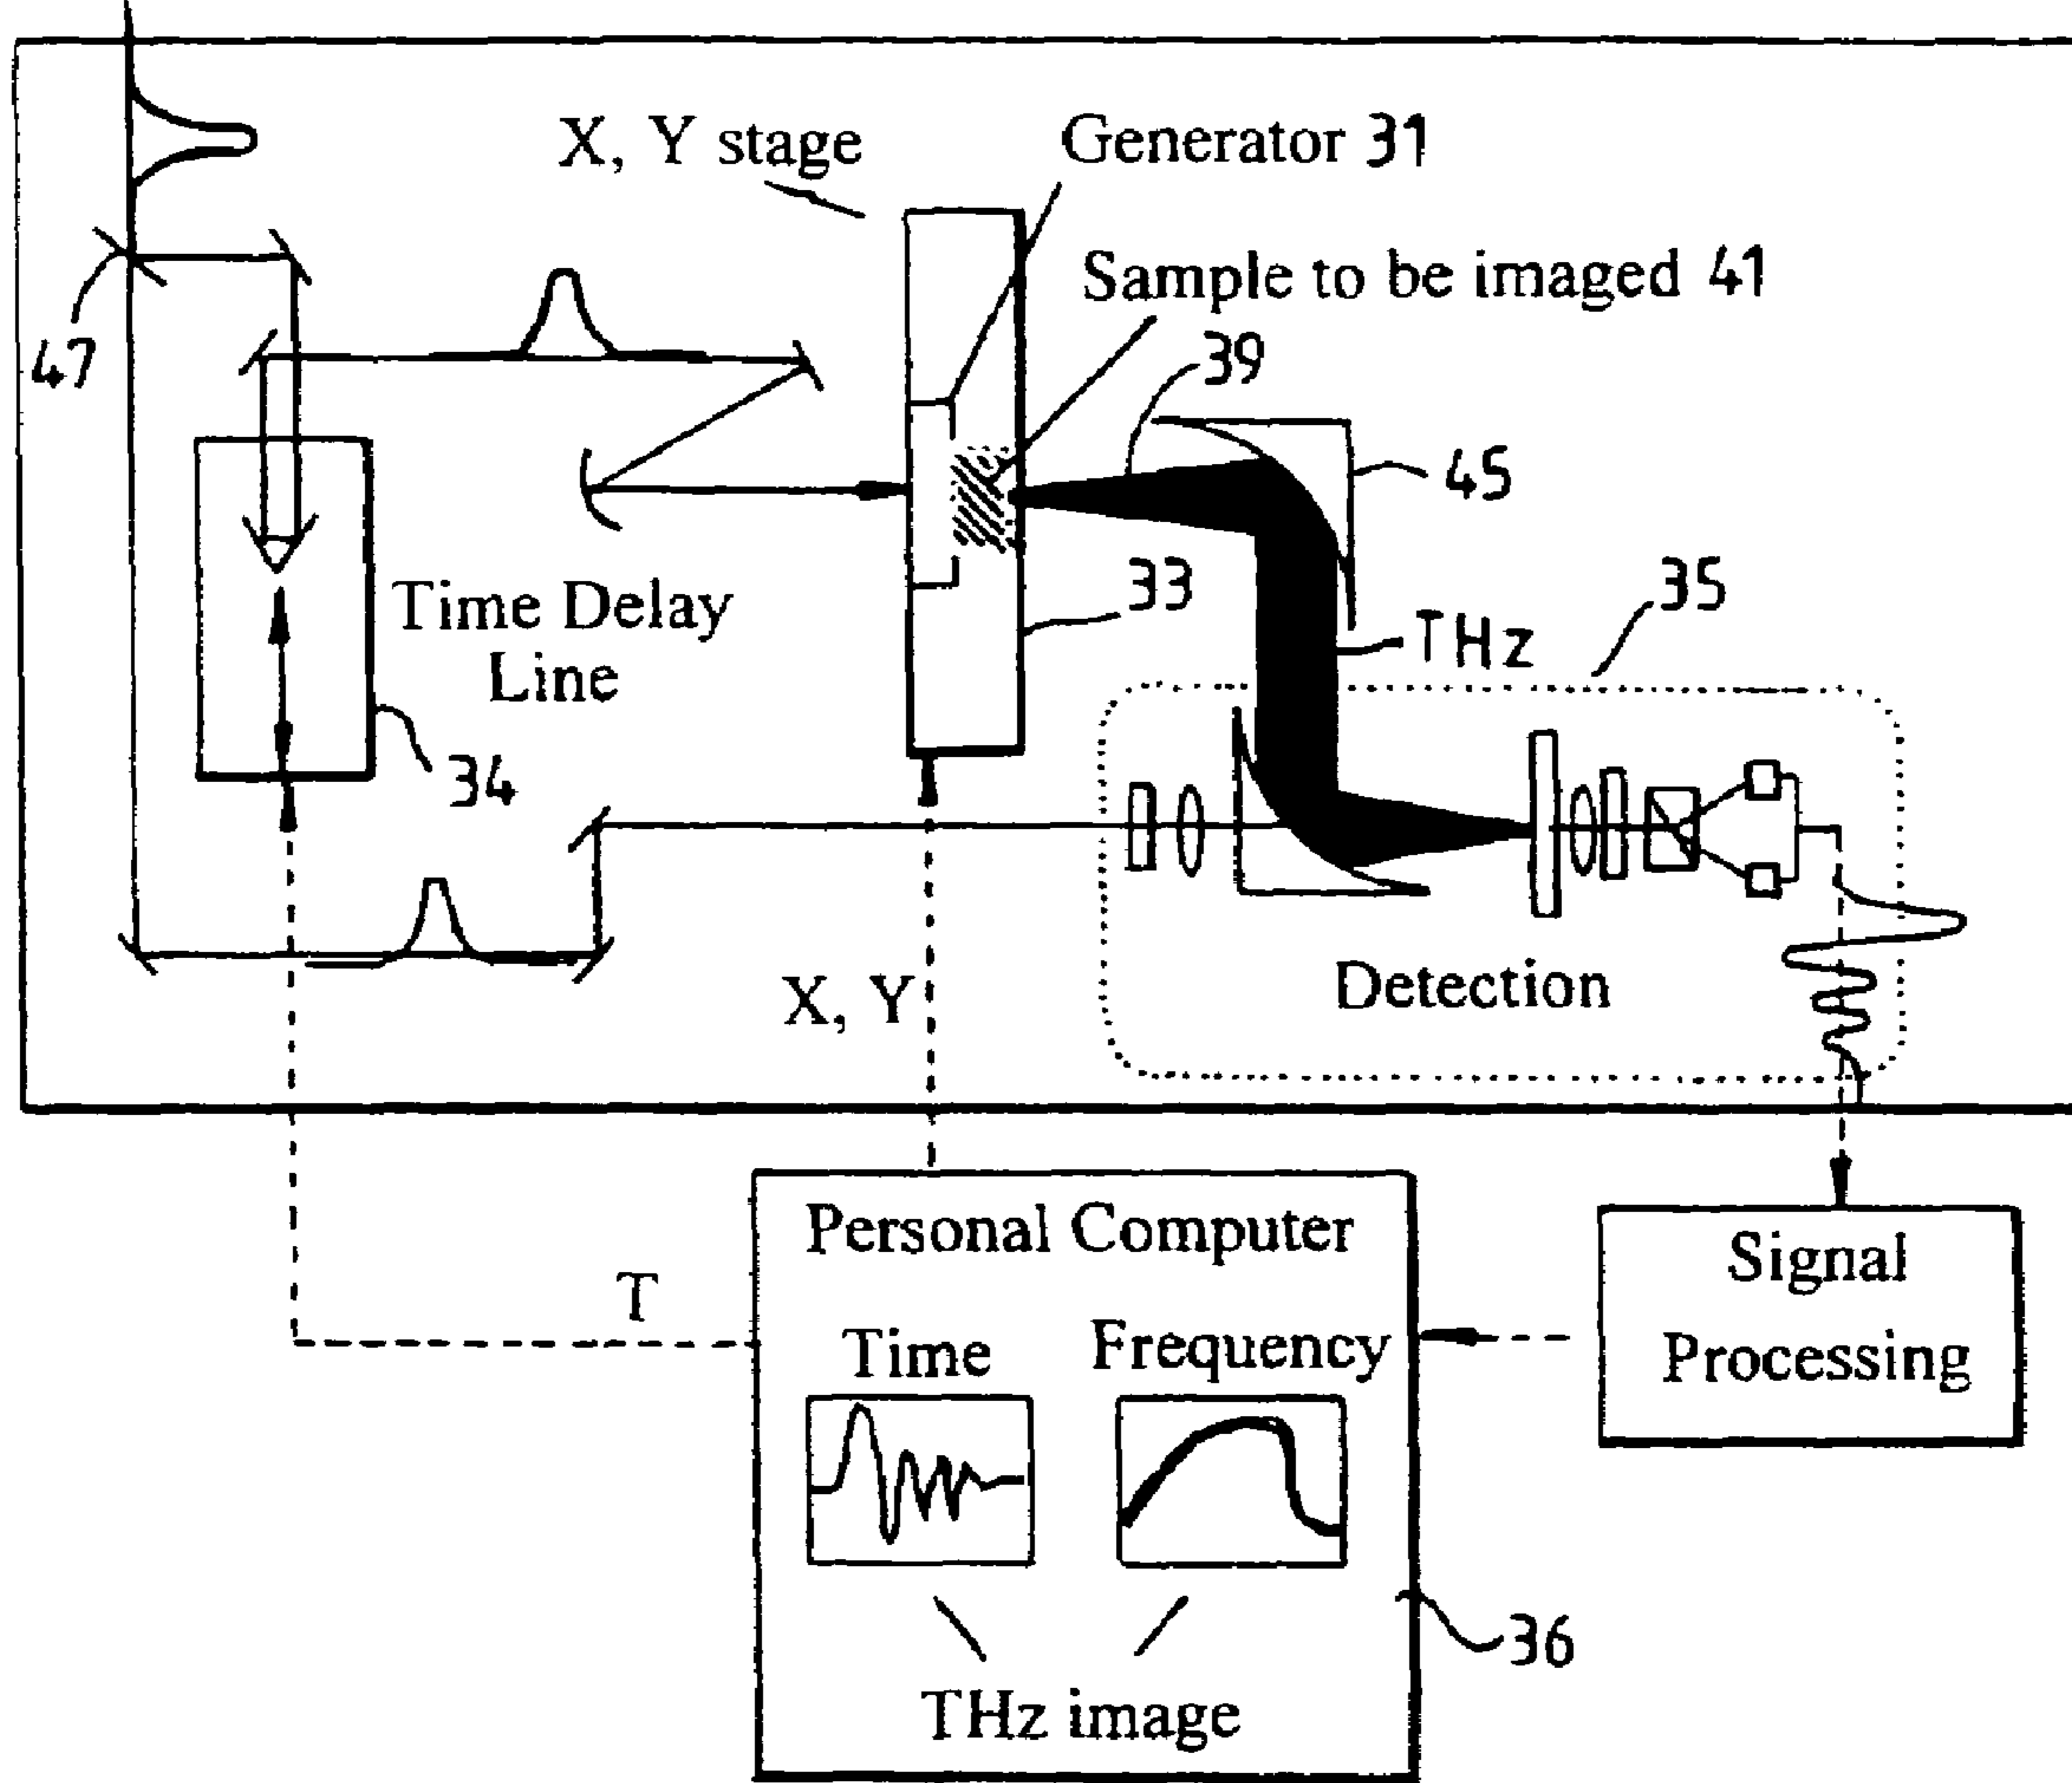 X, Y stage
Generator 31
Sample to be imaged 41
39
47
45
Time Delay
Line
33
35
THz
34
X, Y
Detection
Personal Computer
Signal
Processing
T
Time
Frequency
36
THz image